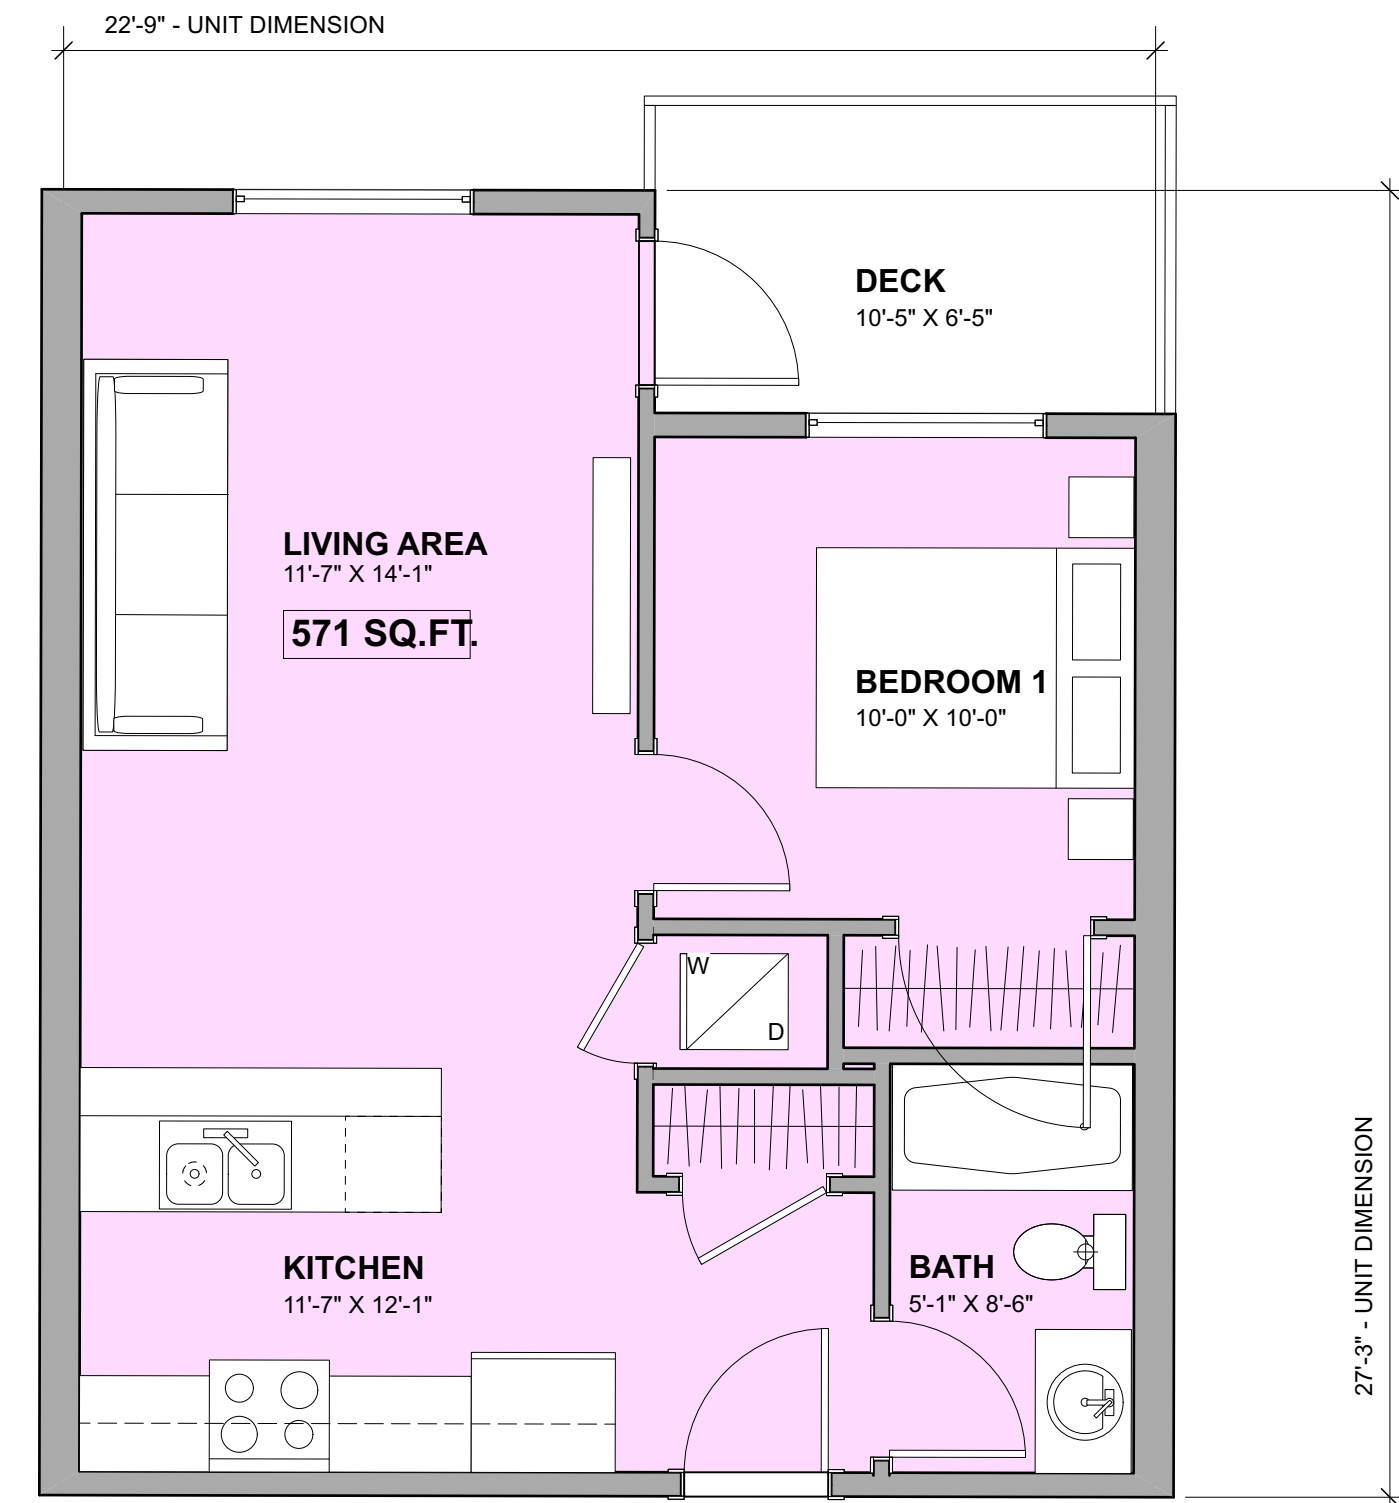 22'-9" - UNIT DIMENSION
DECK
10'-5" X 6'-5"
LIVING AREA
11'-7" X 14'-1"
571 SQ.FT.
BEDROOM 1
10'-0" X 10'-0"
W
D
27'-3" - UNIT DIMENSION
KITCHEN
11'-7" X 12'-1"
BATH
5'-1" X 8'-6"